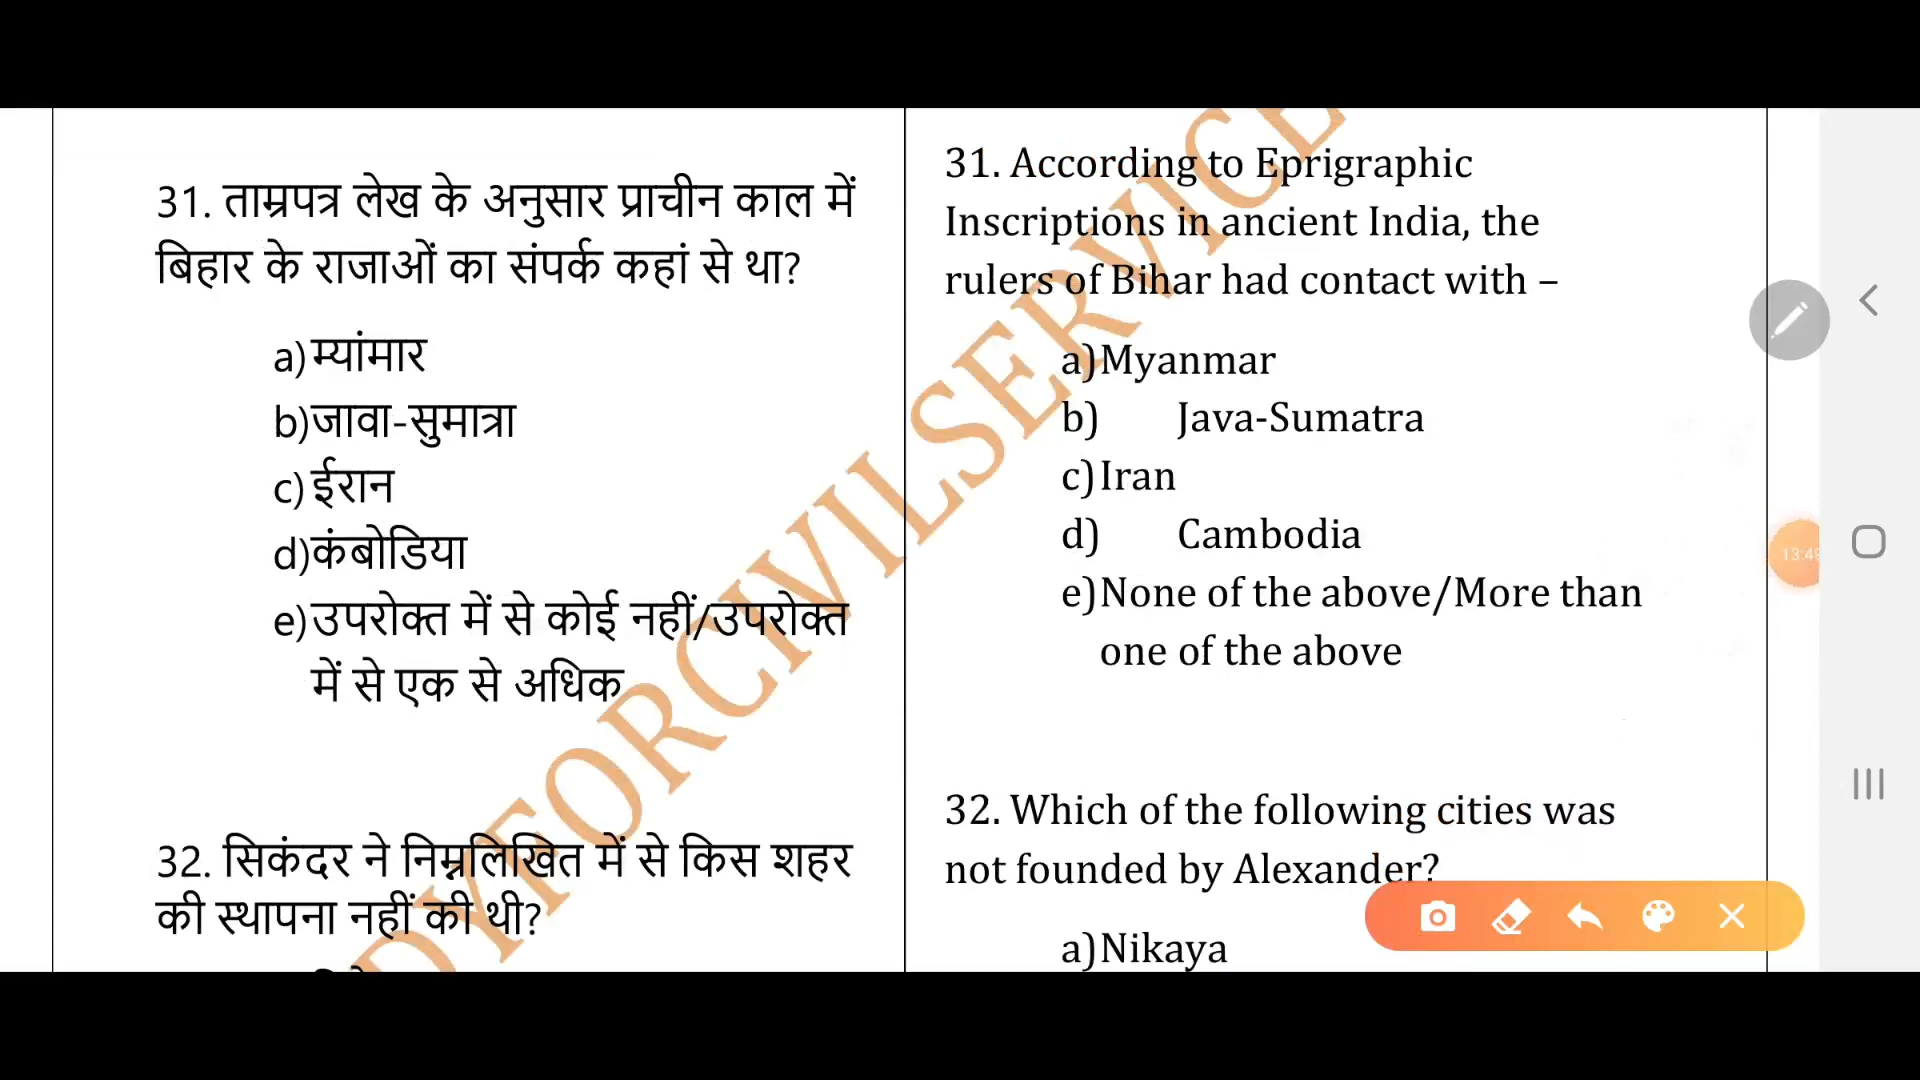 31. ताम्रपत्र लेख के अनुसार प्राचीन काल में
बिहार के राजाओं का संपर्क कहां से था?
a) म्यांमार
b) जावा-सुमात्रा
c) ईरान
d) कंबोडिया
e) उपरोक्त में से कोई नहीं/उपरोक्त
में से एक से अधिक
32. सिकंदर ने निम्नलिखित में से किस शहर
की स्थापना नहीं की थी?
31. According to Eprigraphic
Inscriptions in ancient India, the
rulers of Bihar had contact with –
a) Myanmar
b) Java-Sumatra
c) Iran
d) Cambodia
e) None of the above/More than
one of the above
32. Which of the following cities was
not founded by Alexander?
a) Nikaya
DYFORCIVILSERVICE
13:49